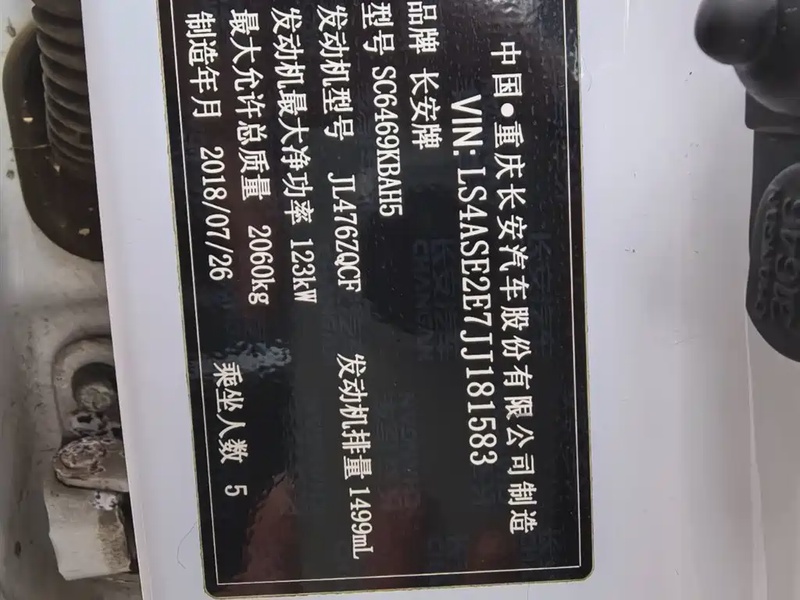 中国●重庆长安汽车股份有限公司制造
VIN: LS4ASE2E7JJ181583
品牌 长安牌
型号 SC6469KBAH5
发动机型号 JL476ZQCF 发动机排量 1499mL
发动机最大净功率 123kW
最大允许总质量 2060kg
制造年月 2018/07/26 乘坐人数 5